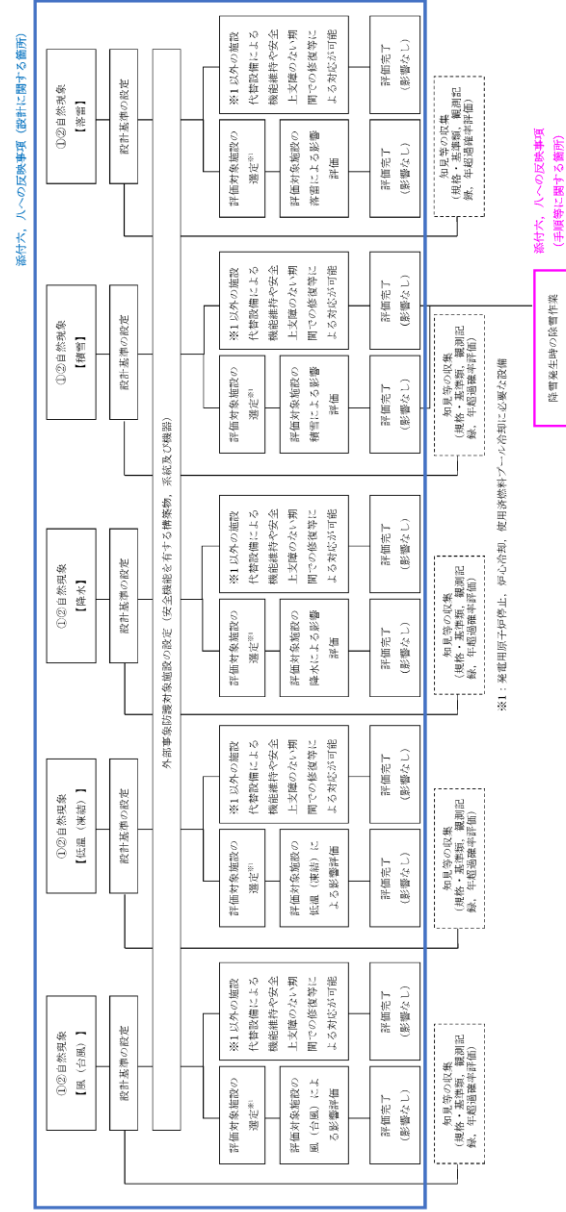 添付六，八への反映事項（設計に関する箇所）
①②自然現象
【風（台風）】
設計基準の設定
①②自然現象
【低温（凍結）】
設計基準の設定
①②自然現象
【降水】
設計基準の設定
①②自然現象
【積雪】
設計基準の設定
①②自然現象
【落雷】
設計基準の設定
外部事象防護対象施設の設定（安全機能を有する構築物，系統及び機器）
評価対象施設の
選定※1
評価対象施設の
風（台風）によ
る影響評価
評価完了
（影響なし）
※1 以外の施設
代替設備による
機能維持や安全
上支障のない期
間での修復等に
よる対応が可能
評価完了
（影響なし）
評価対象施設の
選定※1
評価対象施設の
低温（凍結）に
よる影響評価
評価完了
（影響なし）
※1 以外の施設
代替設備による
機能維持や安全
上支障のない期
間での修復等に
よる対応が可能
評価完了
（影響なし）
評価対象施設の
選定※1
評価対象施設の
降水による影響
評価
評価完了
（影響なし）
※1 以外の施設
代替設備による
機能維持や安全
上支障のない期
間での修復等に
よる対応が可能
評価完了
（影響なし）
評価対象施設の
選定※1
評価対象施設の
積雪による影響
評価
評価完了
（影響なし）
※1 以外の施設
代替設備による
機能維持や安全
上支障のない期
間での修復等に
よる対応が可能
評価完了
（影響なし）
評価対象施設の
選定※1
評価対象施設の
落雷による影響
評価
評価完了
（影響なし）
※1 以外の施設
代替設備による
機能維持や安全
上支障のない期
間での修復等に
よる対応が可能
評価完了
（影響なし）
知見等の収集
（規格・基準類，観測記
録，年超過確率評価）
知見等の収集
（規格・基準類，観測記
録，年超過確率評価）
知見等の収集
（規格・基準類，観測記
録，年超過確率評価）
知見等の収集
（規格・基準類，観測記
録，年超過確率評価）
知見等の収集
（規格・基準類，観測記
録，年超過確率評価）
※1：発電用原子炉停止，炉心冷却，使用済燃料プール冷却に必要な設備
添付六，八への反映事項
（手順等に関する箇所）
降雪発生時の除雪作業